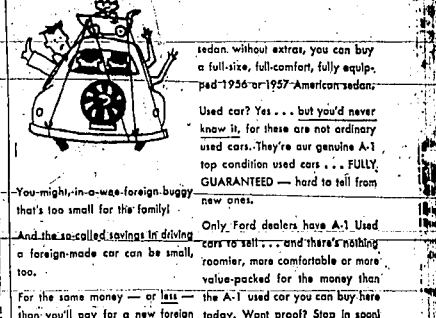 You might, in a wee foreign buggy
that's too small for the family!
And the so-called savings in driving
a foreign-made car can be small,
too.
For the same money — or less —
than you'll pay for a new foreign
sedan without extras, you can buy
a full-size, full-comfort, fully equip-
ped 1956 or 1957 American sedan.
Used car? Yes . . . but you'd never
know it, for these are not ordinary
used cars. They're our genuine A-1
top condition used cars . . . FULLY
GUARANTEED — hard to tell from
new ones.
Only Ford dealers have A-1 Used
cars to sell . . . and there's nothing
roomier, more comfortable or more
value-packed for the money than
the A-1 used car you can buy here
today. Want proof? Stop in soon!